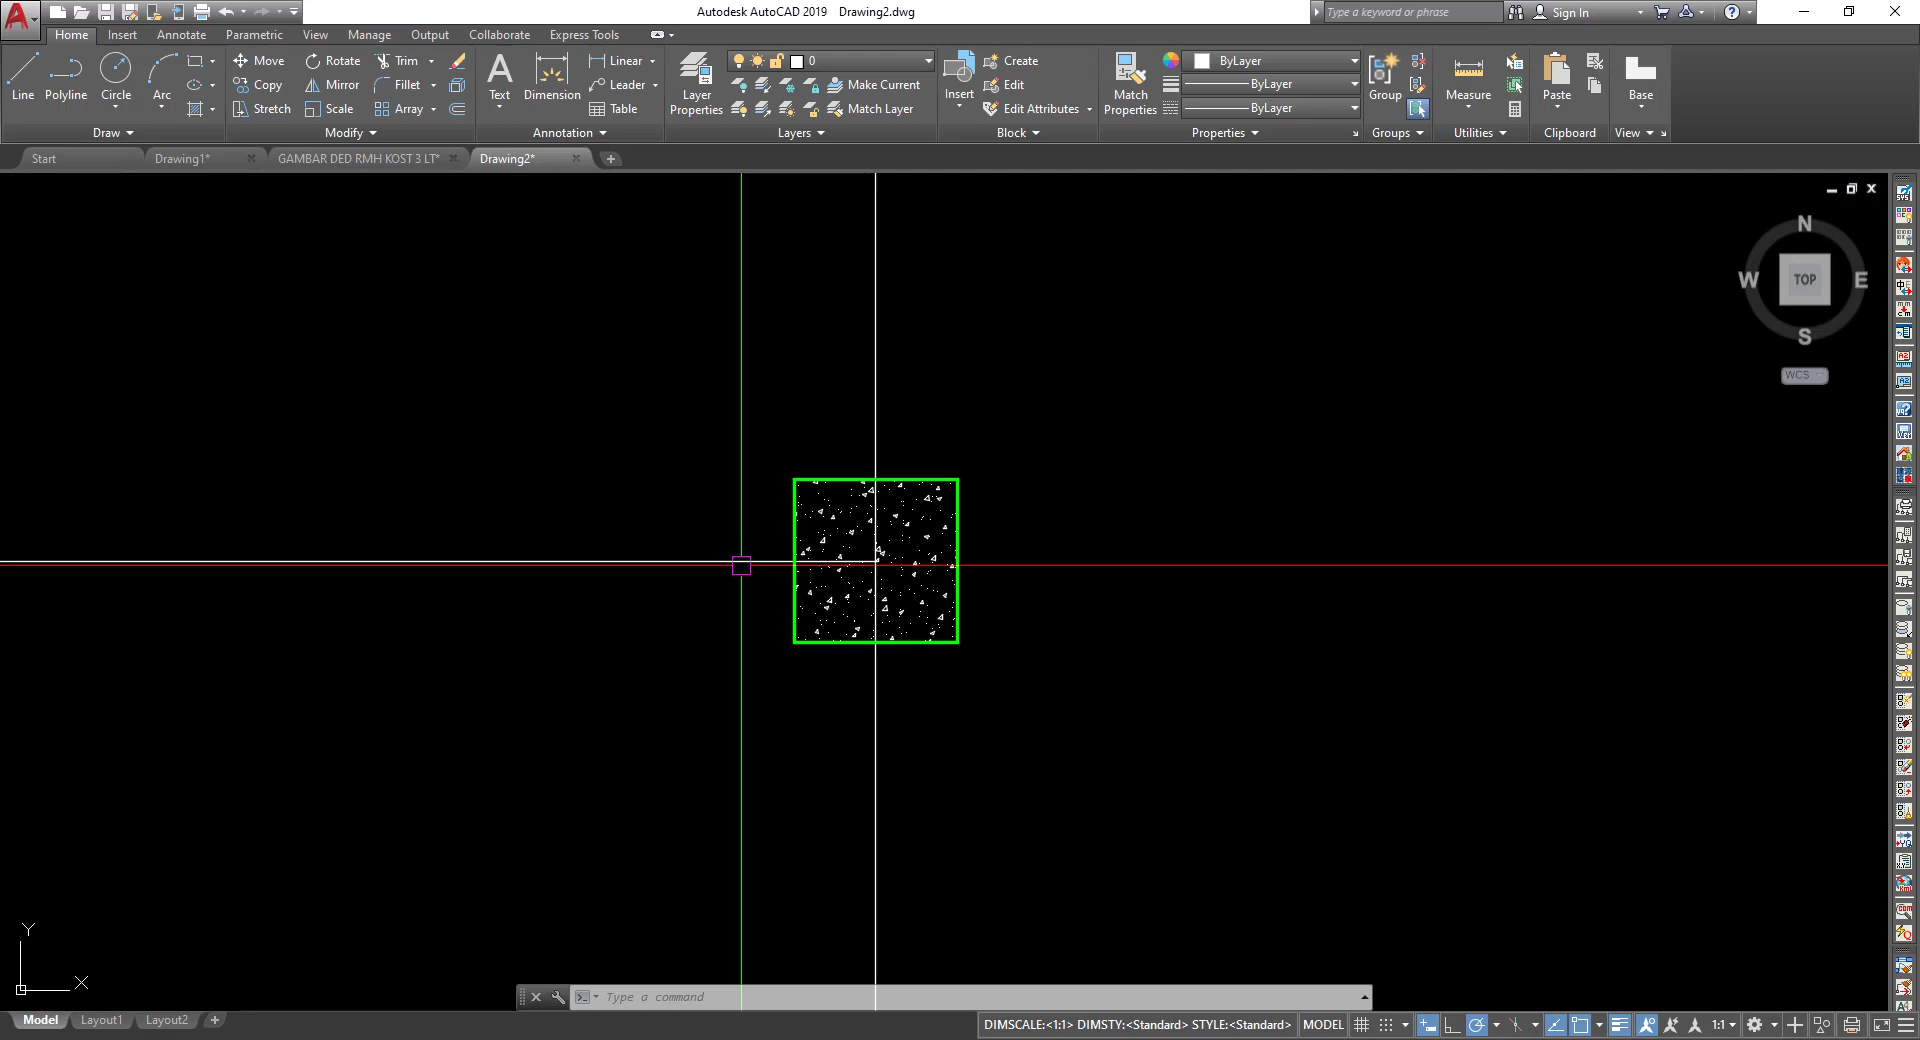 Autodesk AutoCAD 2019 Drawing2.dwg
Type a keyword or phrase
Sign In
Home Insert Annotate Parametric View Manage Output Collaborate Express Tools
Line
Polyline
Circle
Arc
Draw
Move Rotate Trim
Copy Mirror Fillet
Stretch Scale Array
Modify
Text
Dimension
Linear
Leader
Table
Annotation
Layer
Properties
0
Make Current
Match Layer
Layers
Insert
Create
Edit
Edit Attributes
Block
Match
Properties
ByLayer
ByLayer
ByLayer
Properties
Group
Groups
Measure
Utilities
Paste
Clipboard
Base
View
Start Drawing1* GAMBAR DED RMH KOST 3 LT* Drawing2*
N
W TOP E
S
WCS
Y
X
Type a command
Model Layout1 Layout2
DIMSCALE:<1:1> DIMSTY:<Standard> STYLE:<Standard> MODEL 1:1